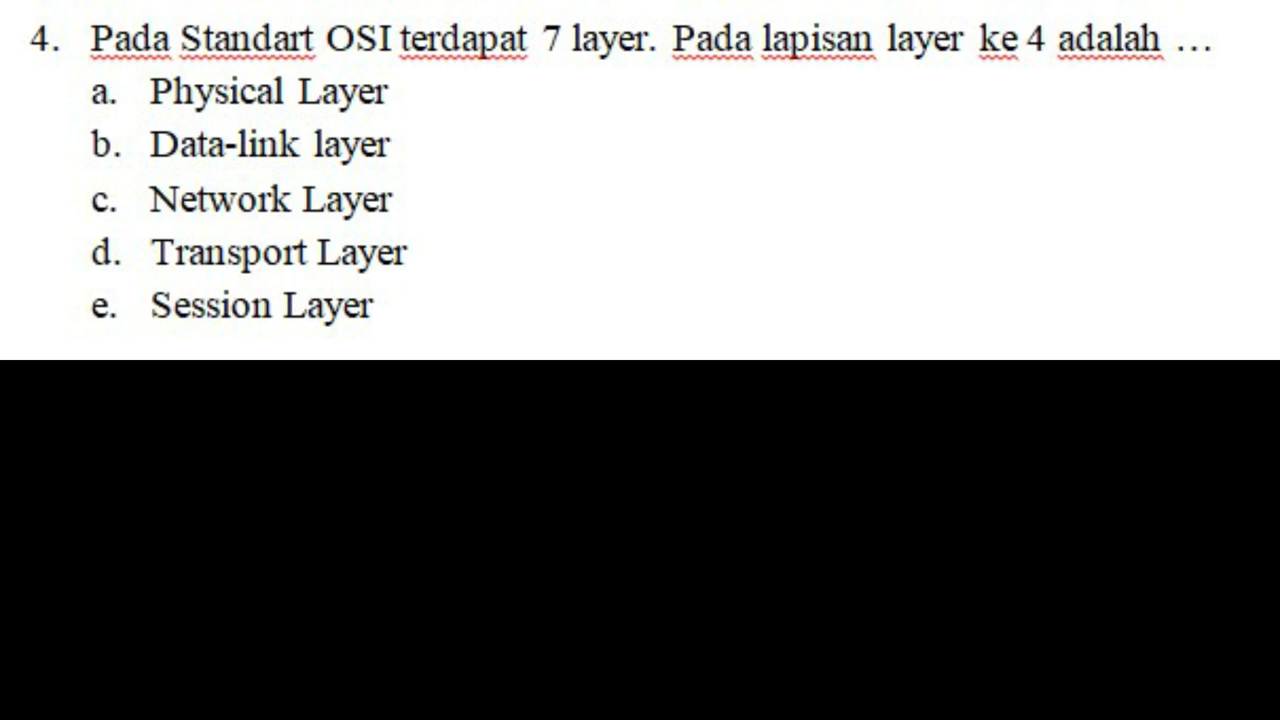 4. Pada Standart OSI terdapat 7 layer. Pada lapisan layer ke 4 adalah …
a. Physical Layer
b. Data-link layer
c. Network Layer
d. Transport Layer
e. Session Layer